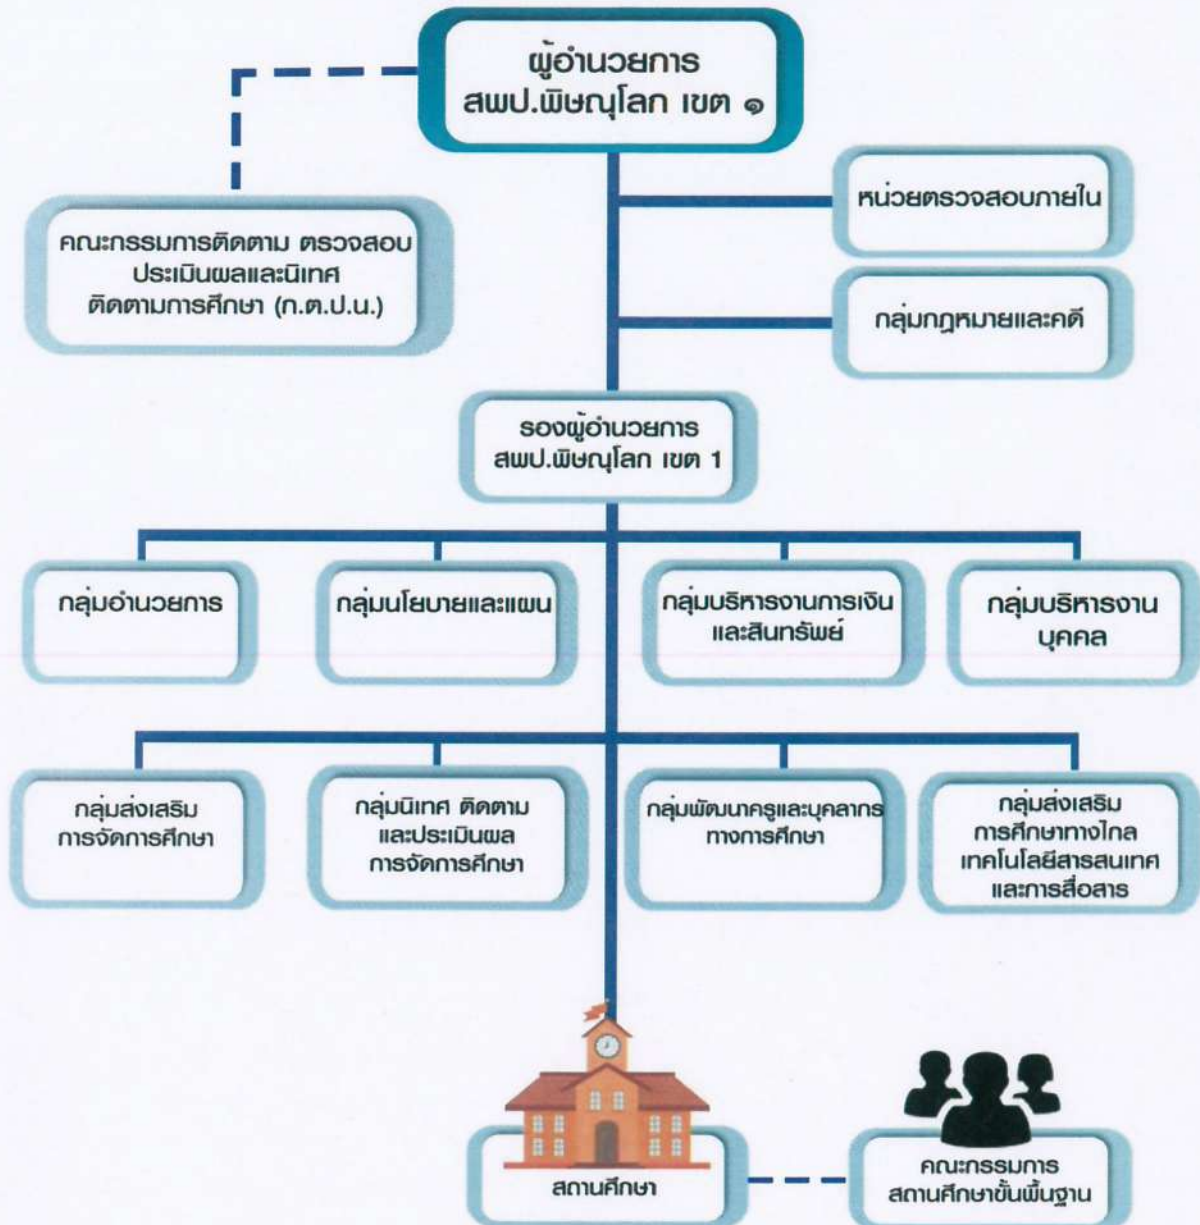 ผู้อำนวยการ
สพป.พิษณุโลก เขต ๑
หน่วยตรวจสอบภายใน
คณะกรรมการติดตาม ตรวจสอบ
ประเมินผลและนิเทศ
ติดตามการศึกษา (ก.ต.ป.น.)
กลุ่มกฎหมายและคดี
รองผู้อำนวยการ
สพป.พิษณุโลก เขต 1
กลุ่มอำนวยการ
กลุ่มนโยบายและแผน
กลุ่มบริหารงานการเงิน
และสินทรัพย์
กลุ่มบริหารงาน
บุคคล
กลุ่มส่งเสริม
การจัดการศึกษา
กลุ่มนิเทศ ติดตาม
และประเมินผล
การจัดการศึกษา
กลุ่มพัฒนาครูและบุคลากร
ทางการศึกษา
กลุ่มส่งเสริม
การศึกษาทางไกล
เทคโนโลยีสารสนเทศ
และการสื่อสาร
สถานศึกษา
คณะกรรมการ
สถานศึกษาขั้นพื้นฐาน